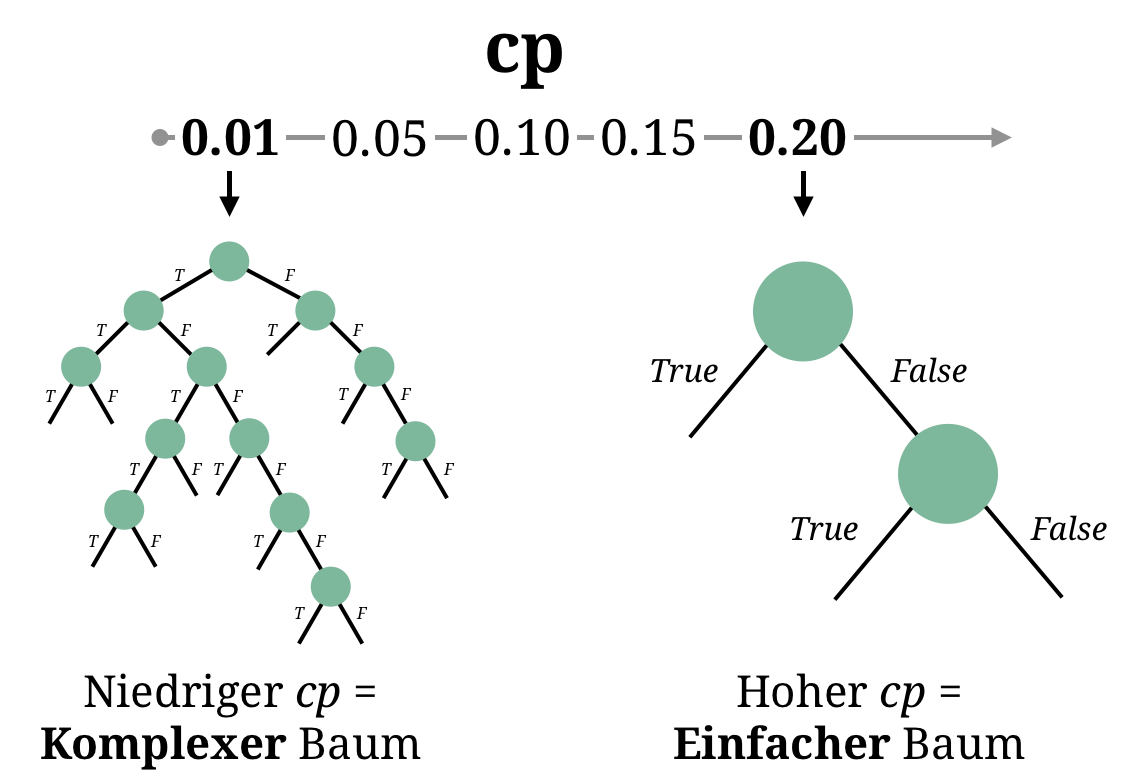 cp
0.01 0.05 0.10 0.15 0.20
T F
T F T F
True False
T F T F T F
T F T F T F
True False
T F T F
T F
Niedriger cp =
Komplexer Baum
Hoher cp =
Einfacher Baum